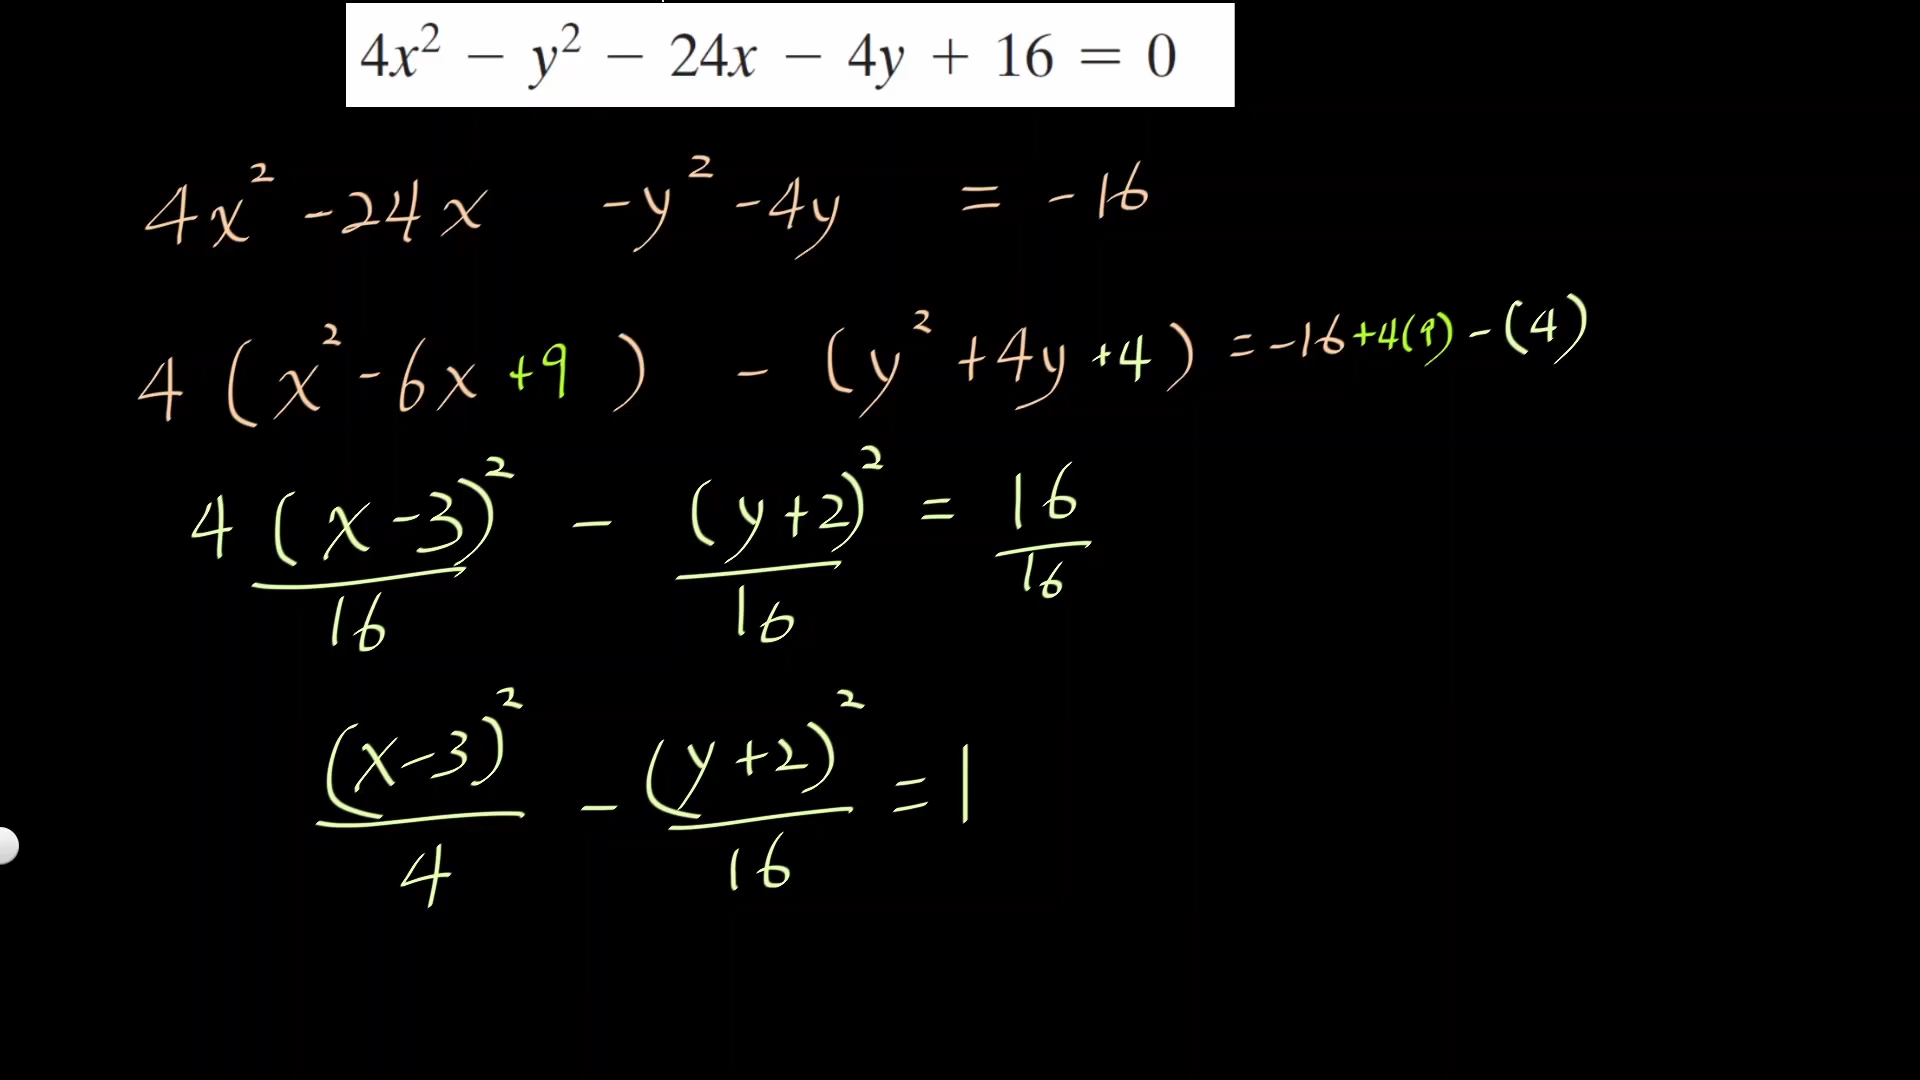 4x² − y² − 24x − 4y + 16 = 0
4x² -24x -y² -4y = -16
4(x² -6x +9) - (y² +4y +4) = -16 +4(9) -(4)
4(x-3)²/16 - (y+2)²/16 = 16/16
(x-3)²/4 - (y+2)²/16 = 1